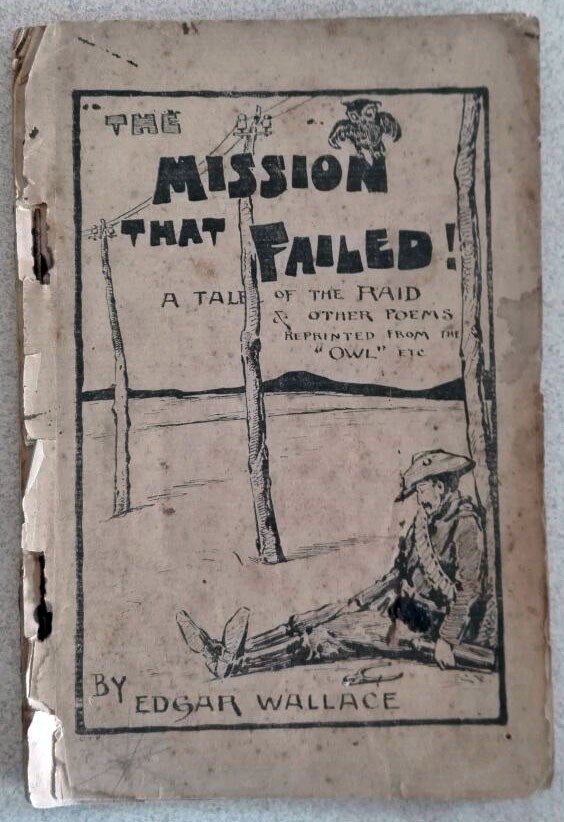 THE
MISSION
THAT FAILED!
A TALE OF THE RAID
& OTHER POEMS
REPRINTED FROM THE
"OWL" ETC
BY EDGAR WALLACE